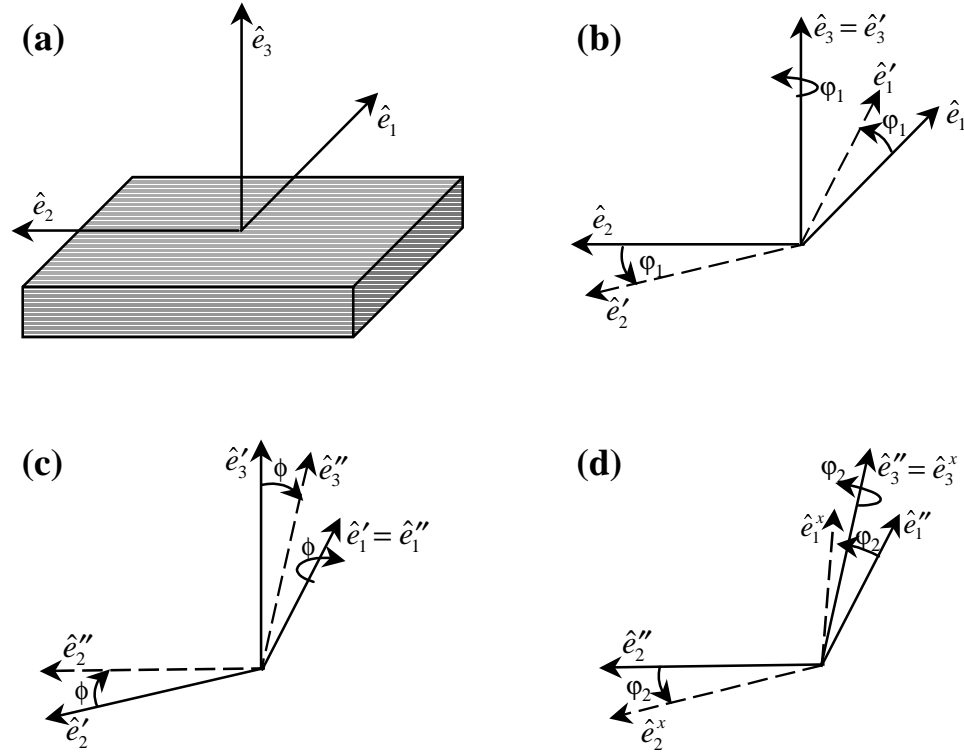 (a)
ê₃
ê₁
ê₂
(b)
ê₃ = ê₃′
φ₁
ê₁′
φ₁
ê₁
ê₂
φ₁
ê₂′
(c)
ê₃′
ϕ
ê₃″
ê₁′ = ê₁″
ϕ
ê₂″
ϕ
ê₂′
(d)
φ₂
ê₃″ = ê₃ˣ
ê₁ˣ
φ₂
ê₁″
ê₂″
φ₂
ê₂ˣ